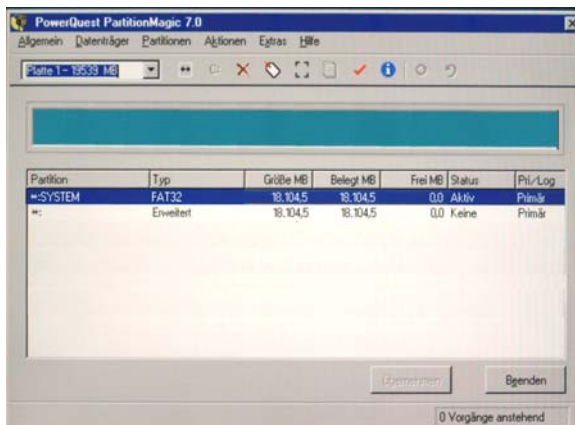 PowerQuest PartitionMagic 7.0
Allgemein Datenträger Partitionen Aktionen Extras Hilfe
Platte 1 - 19539 MB
Partition Typ Größe MB Belegt MB Frei MB Status Pri/Log
*:SYSTEM FAT32 18.104,5 18.104,5 0,0 Aktiv Primär
*: Erweitert 18.104,5 18.104,5 0,0 Keine Primär
Übernehmen Beenden
0 Vorgänge anstehend